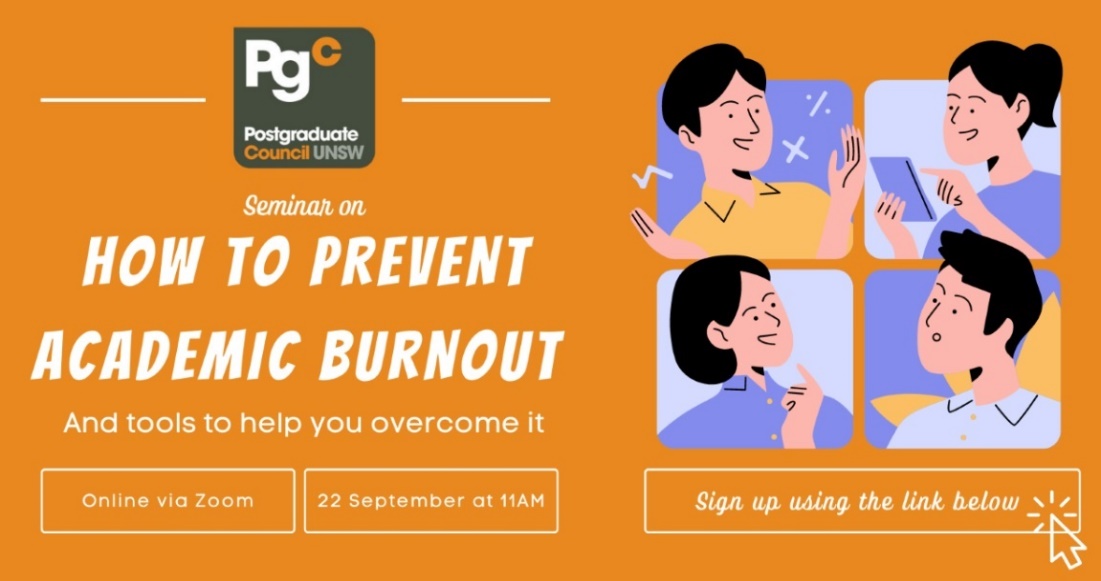 Pgc
Postgraduate
Council UNSW
Seminar on
HOW TO PREVENT
ACADEMIC BURNOUT
And tools to help you overcome it
Online via Zoom
22 September at 11AM
Sign up using the link below